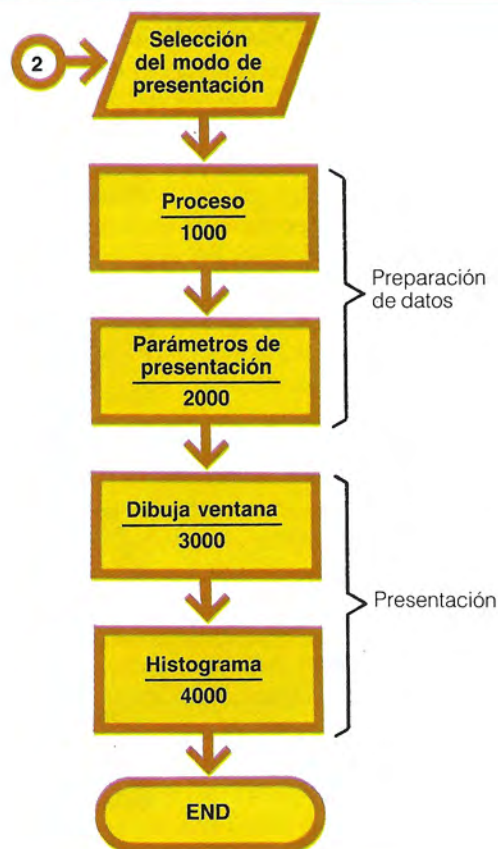 2
Selección
del modo de
presentación
Proceso
1000
Preparación
de datos
Parámetros de
presentación
2000
Dibuja ventana
3000
Presentación
Histograma
4000
END